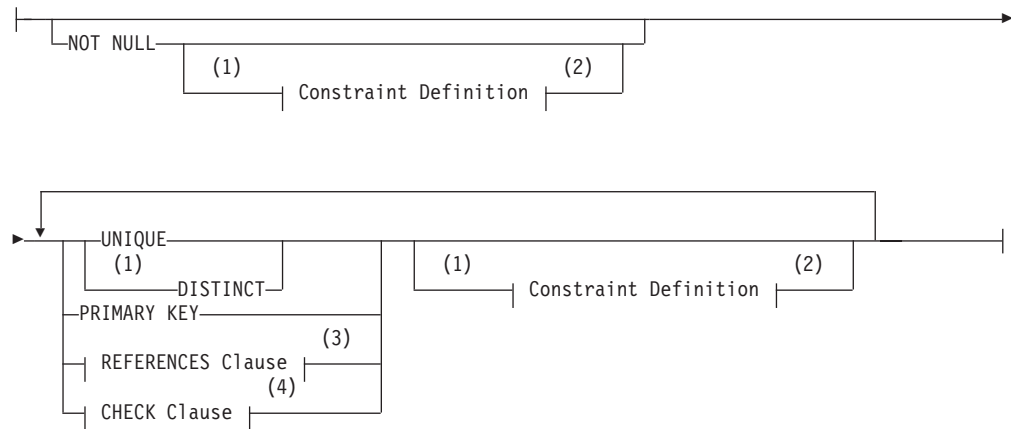 NOT NULL
(1) (2)
Constraint Definition
UNIQUE
(1) (1) (2)
DISTINCT Constraint Definition
PRIMARY KEY
(3)
REFERENCES Clause
(4)
CHECK Clause